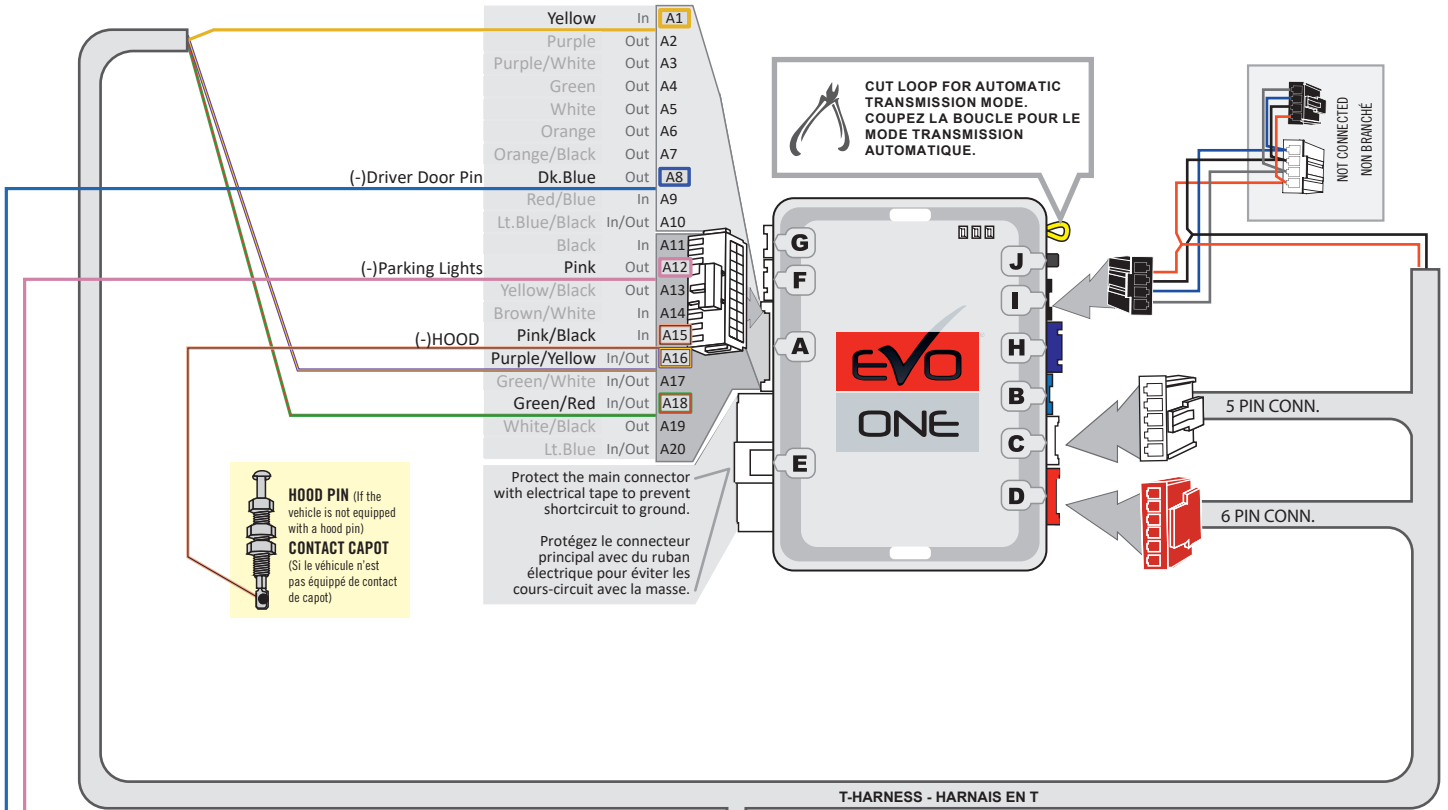 Yellow In A1
Purple Out A2
Purple/White Out A3
Green Out A4
White Out A5
Orange Out A6
Orange/Black Out A7
(-)Driver Door Pin Dk.Blue Out A8
Red/Blue In A9
Lt.Blue/Black In/Out A10
Black In A11
(-)Parking Lights Pink Out A12
Yellow/Black Out A13
Brown/White In A14
(-)HOOD Pink/Black In A15
Purple/Yellow In/Out A16
Green/White In/Out A17
Green/Red In/Out A18
White/Black Out A19
Lt.Blue In/Out A20
CUT LOOP FOR AUTOMATIC
TRANSMISSION MODE.
COUPEZ LA BOUCLE POUR LE
MODE TRANSMISSION
AUTOMATIQUE.
NOT CONNECTED
NON BRANCHÉ
G
F
A
E
J
I
H
B
C
D
EVO
ONE
5 PIN CONN.
6 PIN CONN.
Protect the main connector
with electrical tape to prevent
shortcircuit to ground.
Protégez le connecteur
principal avec du ruban
électrique pour éviter les
cours-circuit avec la masse.
HOOD PIN (If the
vehicle is not equipped
with a hood pin)
CONTACT CAPOT
(Si le véhicule n'est
pas équippé de contact
de capot)
T-HARNESS - HARNAIS EN T